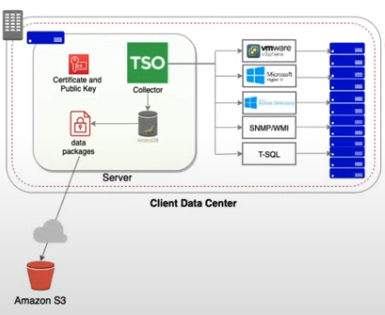 vmware
vSphere
TSO
Certificate and
Public Key
Collector
Microsoft
Hyper-V
Active Directory
data
packages
SNMP/WMI
T-SQL
Server
Client Data Center
Amazon S3